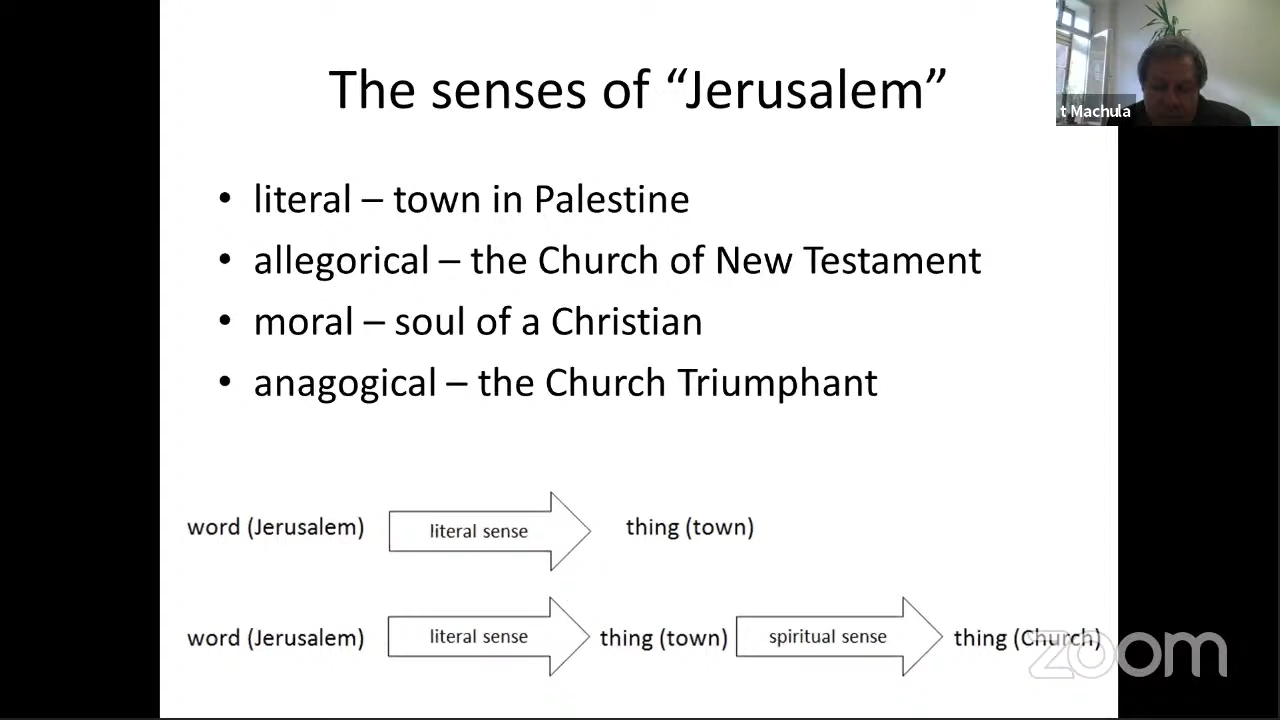 The senses of “Jerusalem”
t Machula
• literal – town in Palestine
• allegorical – the Church of New Testament
• moral – soul of a Christian
• anagogical – the Church Triumphant
word (Jerusalem) literal sense thing (town)
word (Jerusalem) literal sense thing (town) spiritual sense thing (Church)
zoom